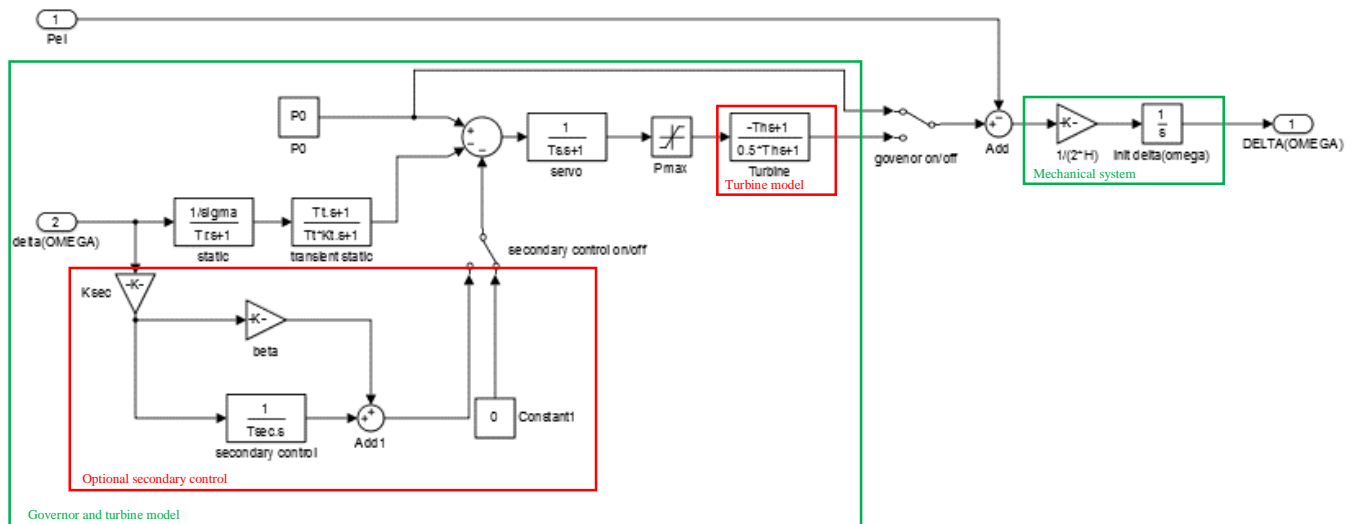 1
Pel
P0
P0
+
-
-
1
Ts.s+1
servo
Pmax
-Ths+1
0.5*Ths+1
Turbine
Turbine model
govenor on/off
-
+
Add
-K-
1/(2*H)
1
s
Init delta(omega)
Mechanical system
1
DELTA(OMEGA)
2
delta(OMEGA)
1/sigma
Tr.s+1
static
Tt.s+1
Tt*Kt.s+1
transient static
secondary control on/off
-K-
Ksec
-K-
beta
1
Tsec.s
secondary control
+
+
Add1
0
Constant1
Optional secondary control
Governor and turbine model